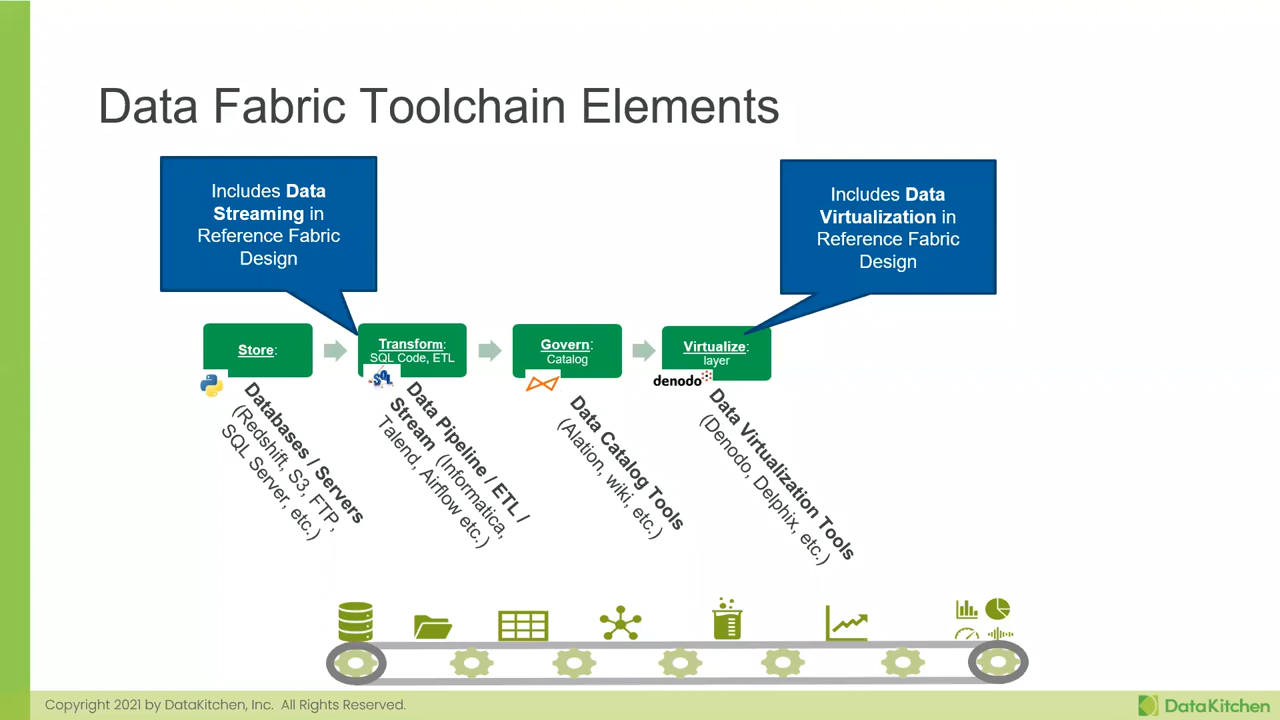 Data Fabric Toolchain Elements
Includes Data
Streaming in
Reference Fabric
Design
Includes Data
Virtualization in
Reference Fabric
Design
Store:
Transform:
SQL Code, ETL
Govern:
Catalog
Virtualize:
layer
SQL
denodo
Databases / Servers
(Redshift, S3, FTP,
SQL Server, etc.)
Data Pipeline / ETL /
Stream (Informatica,
Talend, Airflow etc.)
Data Catalog Tools
(Alation, wiki, etc.)
Data Virtualization Tools
(Denodo, Delphix, etc.)
Copyright 2021 by DataKitchen, Inc. All Rights Reserved.
DataKitchen